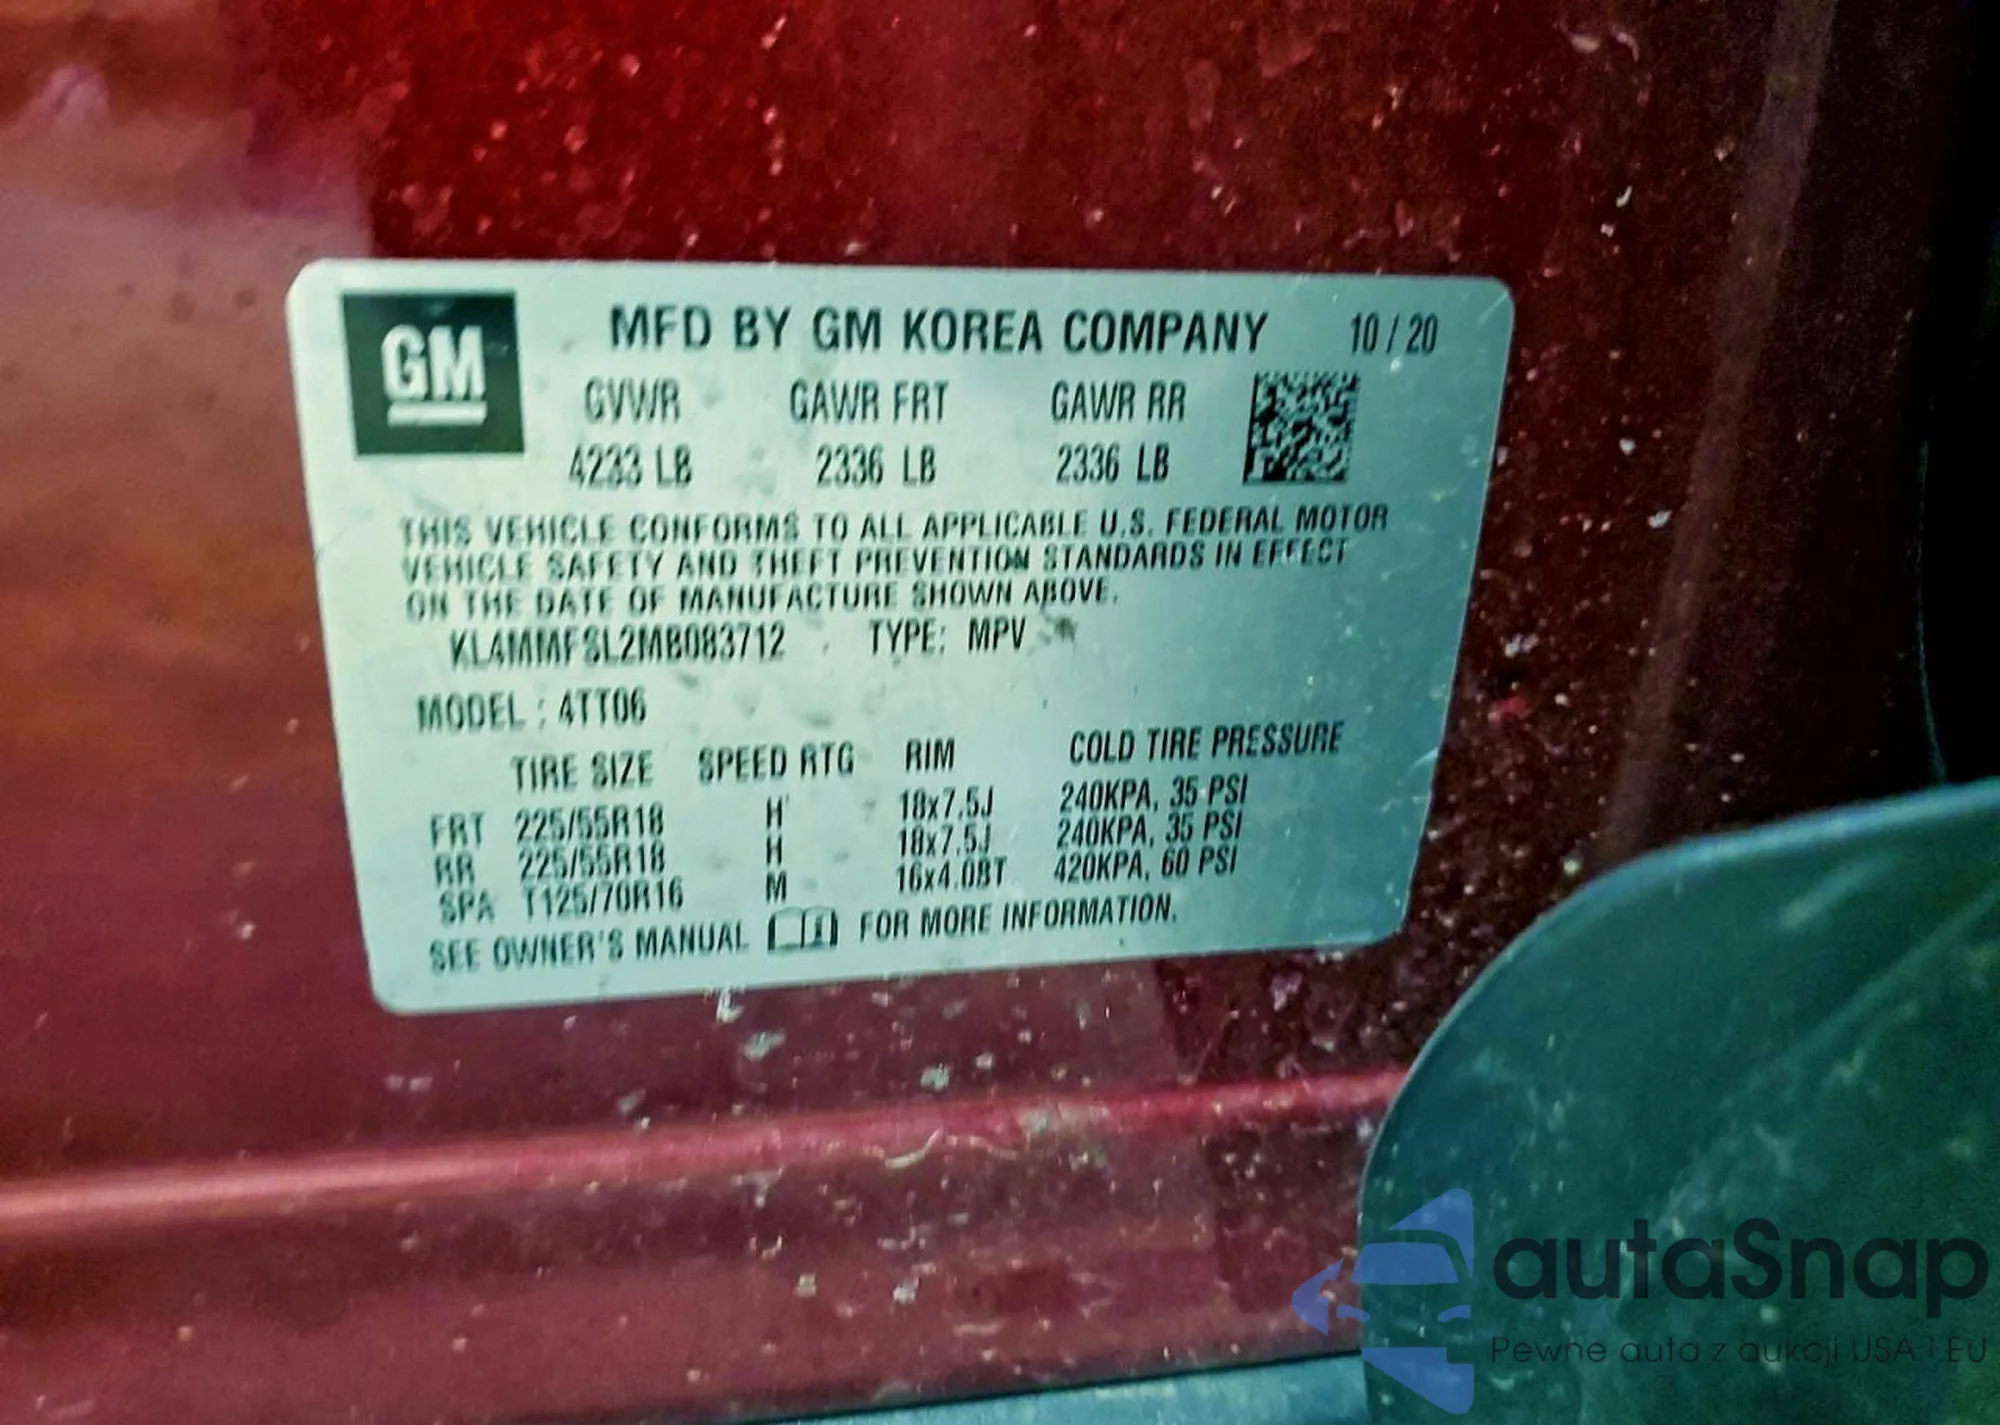 GM
MFD BY GM KOREA COMPANY 10 / 20
GVWR GAWR FRT GAWR RR
4233 LB 2336 LB 2336 LB
THIS VEHICLE CONFORMS TO ALL APPLICABLE U.S. FEDERAL MOTOR
VEHICLE SAFETY AND THEFT PREVENTION STANDARDS IN EFFECT
ON THE DATE OF MANUFACTURE SHOWN ABOVE.
KL4MMFSL2MB083712 TYPE: MPV
MODEL : 4TT06
TIRE SIZE SPEED RTG RIM COLD TIRE PRESSURE
FRT 225/55R18 H 18x7.5J 240KPA, 35 PSI
RR 225/55R18 H 18x7.5J 240KPA, 35 PSI
SPA T125/70R16 M 16x4.0BT 420KPA, 60 PSI
SEE OWNER'S MANUAL FOR MORE INFORMATION.
autaSnap
Pewne auta z aukcji USA i EU